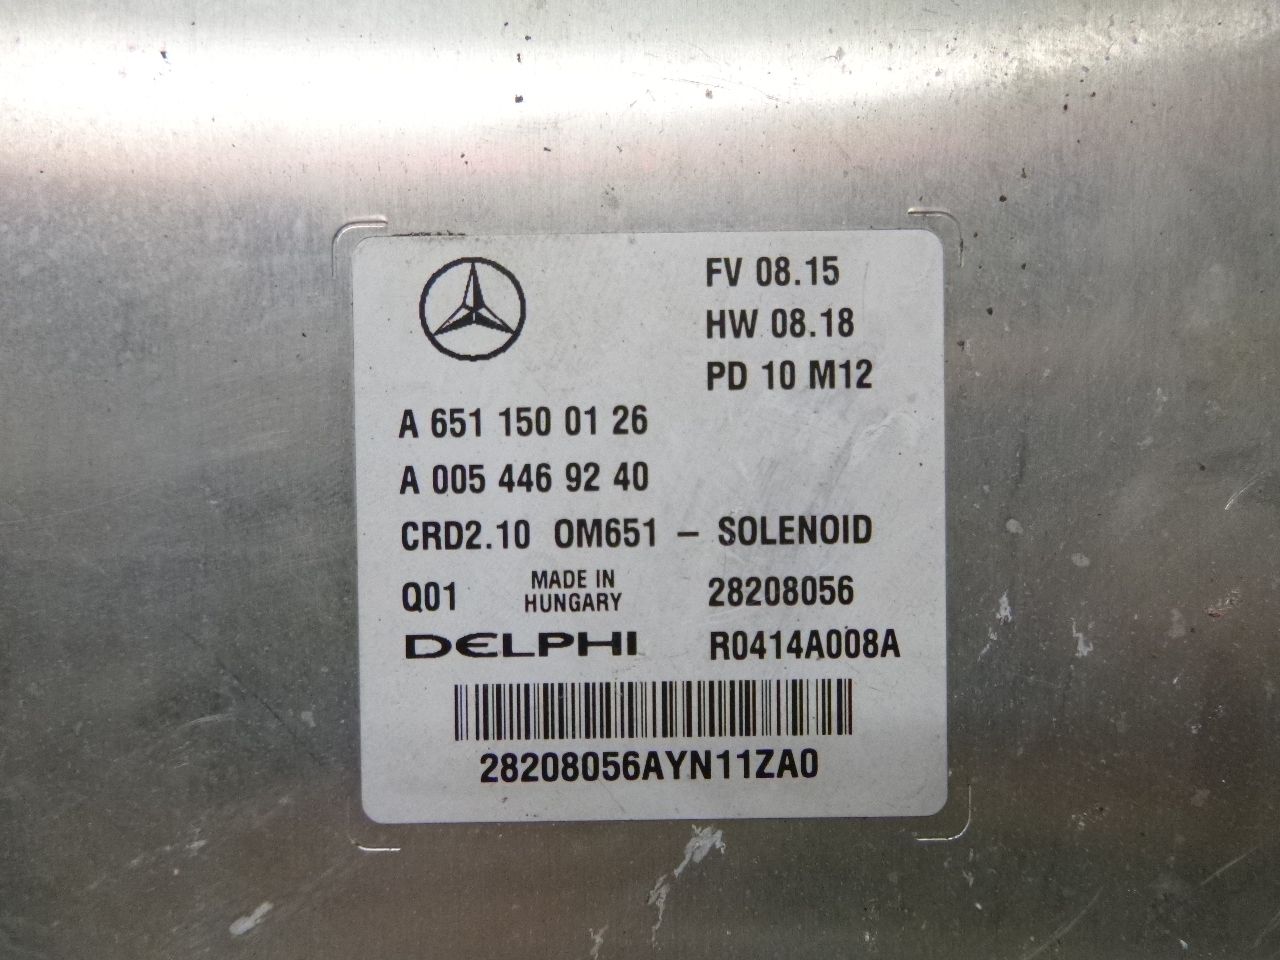 FV 08.15
HW 08.18
PD 10 M12
A 651 150 01 26
A 005 446 92 40
CRD2.10 OM651 – SOLENOID
Q01 MADE IN HUNGARY 28208056
DELPHI R0414A008A
28208056AYN11ZA0